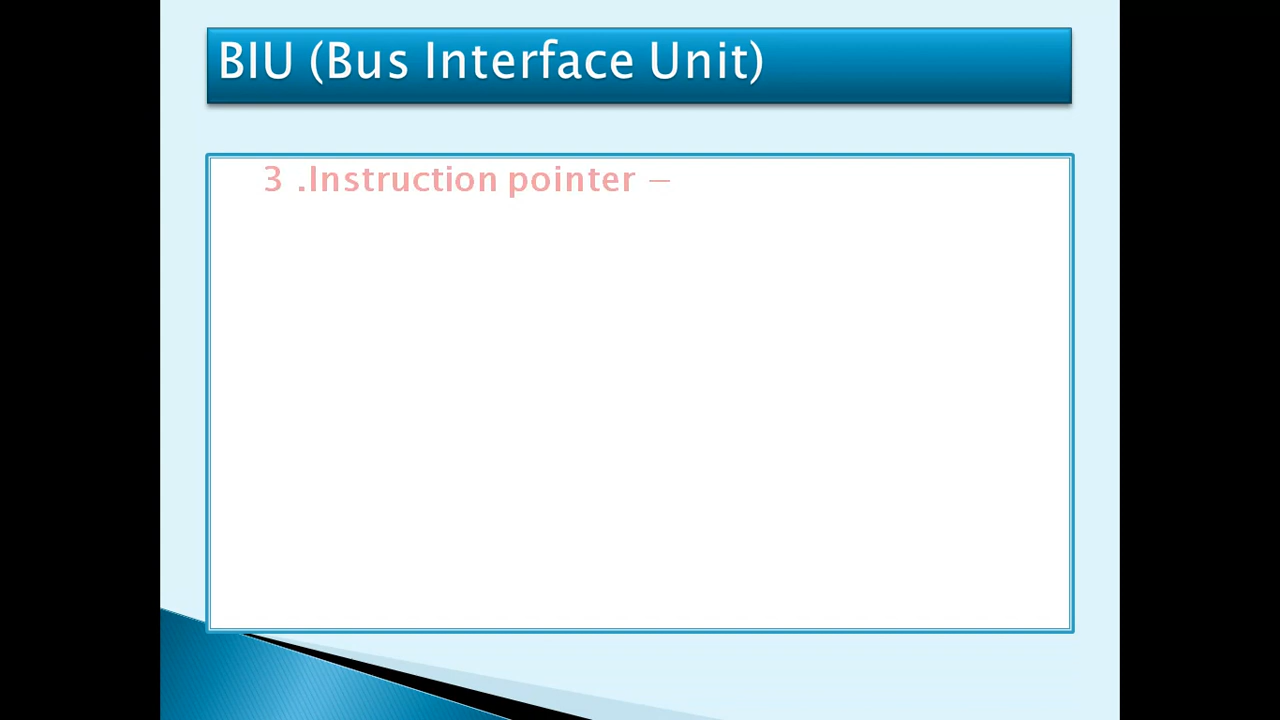 BIU (Bus Interface Unit)
3 .Instruction pointer –